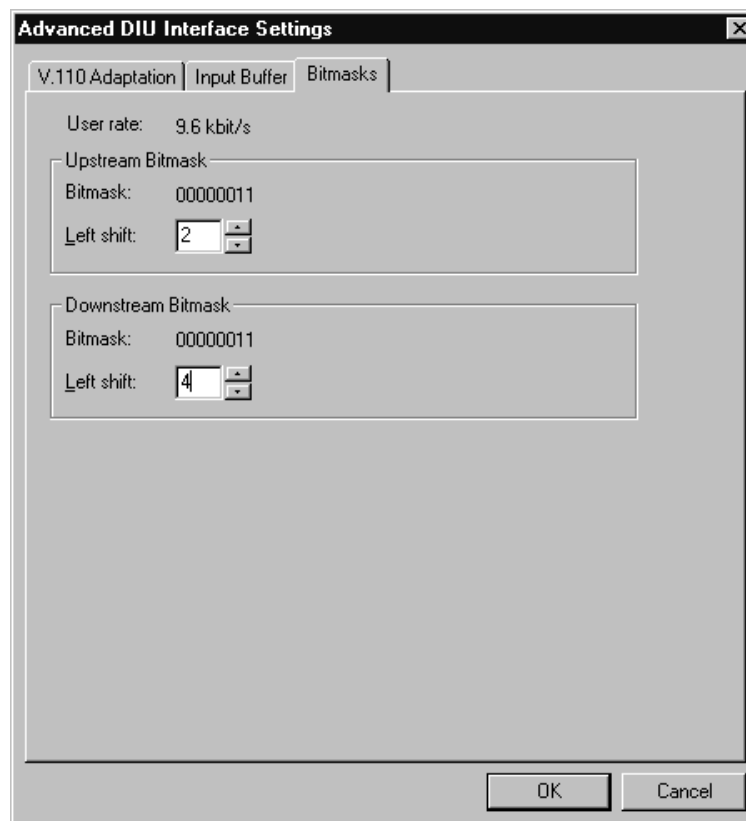 Advanced DIU Interface Settings
V.110 Adaptation Input Buffer Bitmasks
User rate: 9.6 kbit/s
Upstream Bitmask
Bitmask: 00000011
Left shift: 2
Downstream Bitmask
Bitmask: 00000011
Left shift: 4
OK Cancel